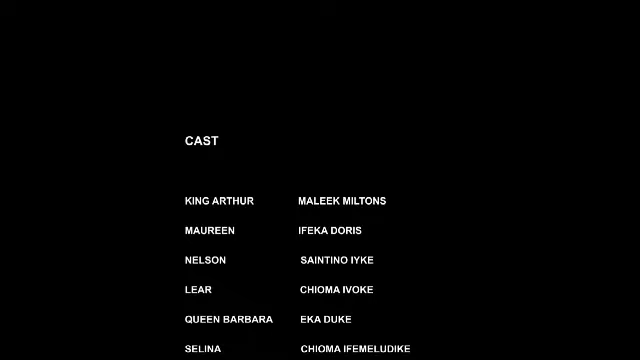 CAST
KING ARTHUR MALEEK MILTONS
MAUREEN IFEKA DORIS
NELSON SAINTINO IYKE
LEAR CHIOMA IVOKE
QUEEN BARBARA EKA DUKE
SELINA CHIOMA IFEMELUDIKE